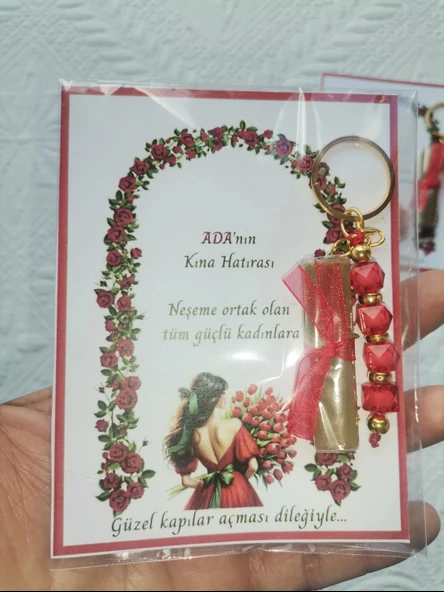 ADA'nın
Kına Hatırası
Neşeme ortak olan
tüm güçlü kadınlara
Güzel kapılar açması dileğiyle...